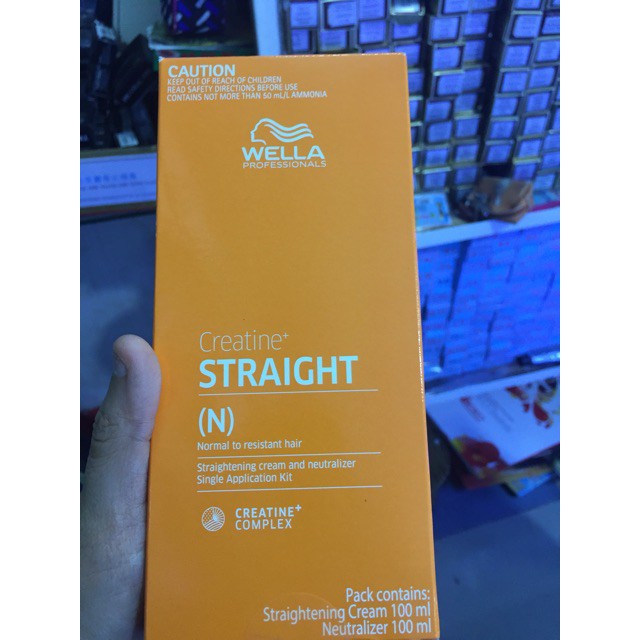 CAUTION
KEEP OUT OF REACH OF CHILDREN
READ SAFETY DIRECTIONS BEFORE USE
CONTAINS NOT MORE THAN 50 mL/L AMMONIA
WELLA
PROFESSIONALS
Creatine+
STRAIGHT
(N)
Normal to resistant hair
Straightening cream and neutralizer
Single Application Kit
CREATINE+
COMPLEX
Pack contains:
Straightening Cream 100 ml
Neutralizer 100 ml